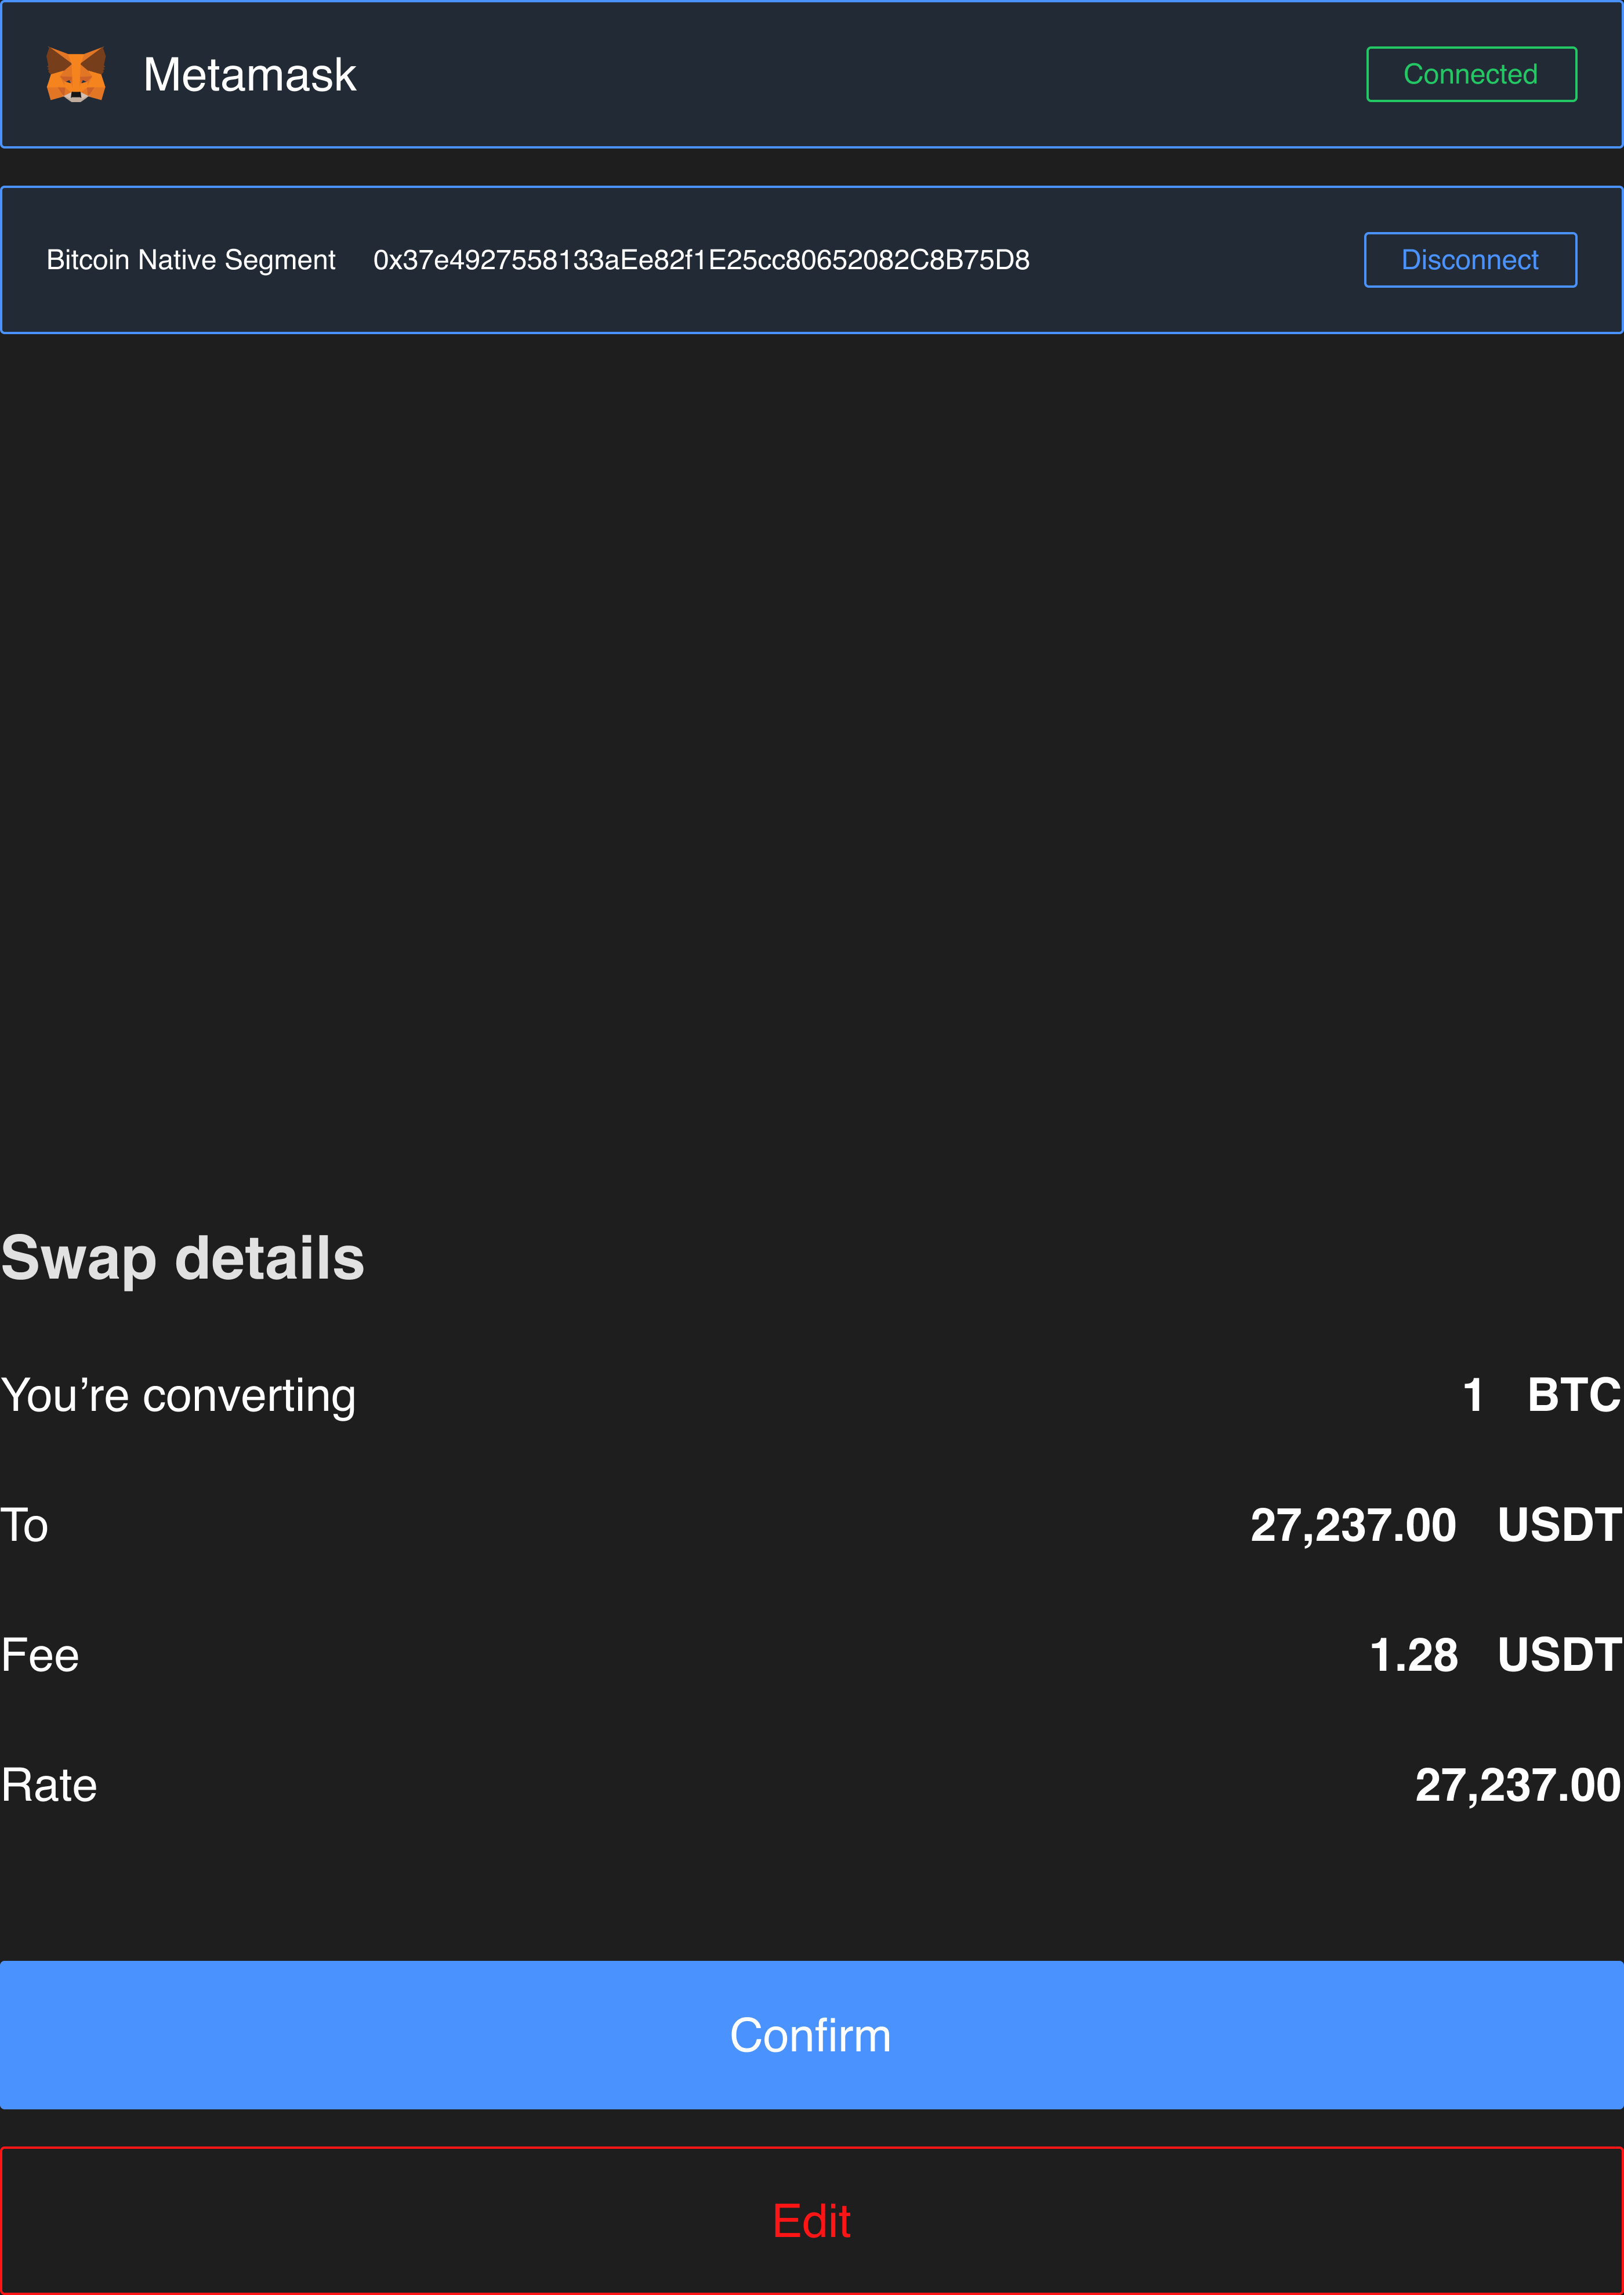 Metamask
Connected
Bitcoin Native Segment 0x37e4927558133aEe82f1E25cc80652082C8B75D8
Disconnect
Swap details
You’re converting 1 BTC
To 27,237.00 USDT
Fee 1.28 USDT
Rate 27,237.00
Confirm
Edit